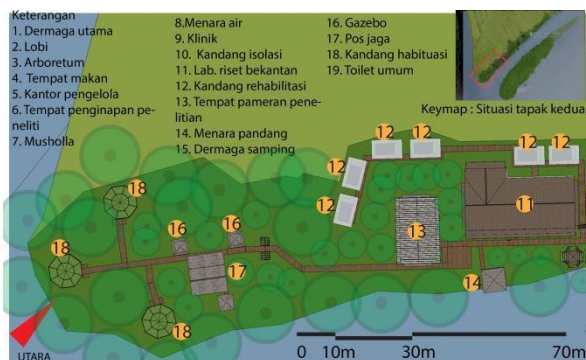 Keterangan
1. Dermaga utama
2. Lobi
3. Arboretum
4. Tempat makan
5. Kantor pengelola
6. Tempat penginapan pe-
neliti
7. Musholla
8.Menara air
9. Klinik
10. Kandang isolasi
11. Lab. riset bekantan
12. Kandang rehabilitasi
13. Tempat pameran pene-
litian
14. Menara pandang
15. Dermaga samping
16. Gazebo
17. Pos jaga
18. Kandang habituasi
19. Toilet umum
Keymap : Situasi tapak kedua
12
12
12
12
12
12
18
16
16
11
13
18
17
14
18
UTARA
0 10m 30m 70m